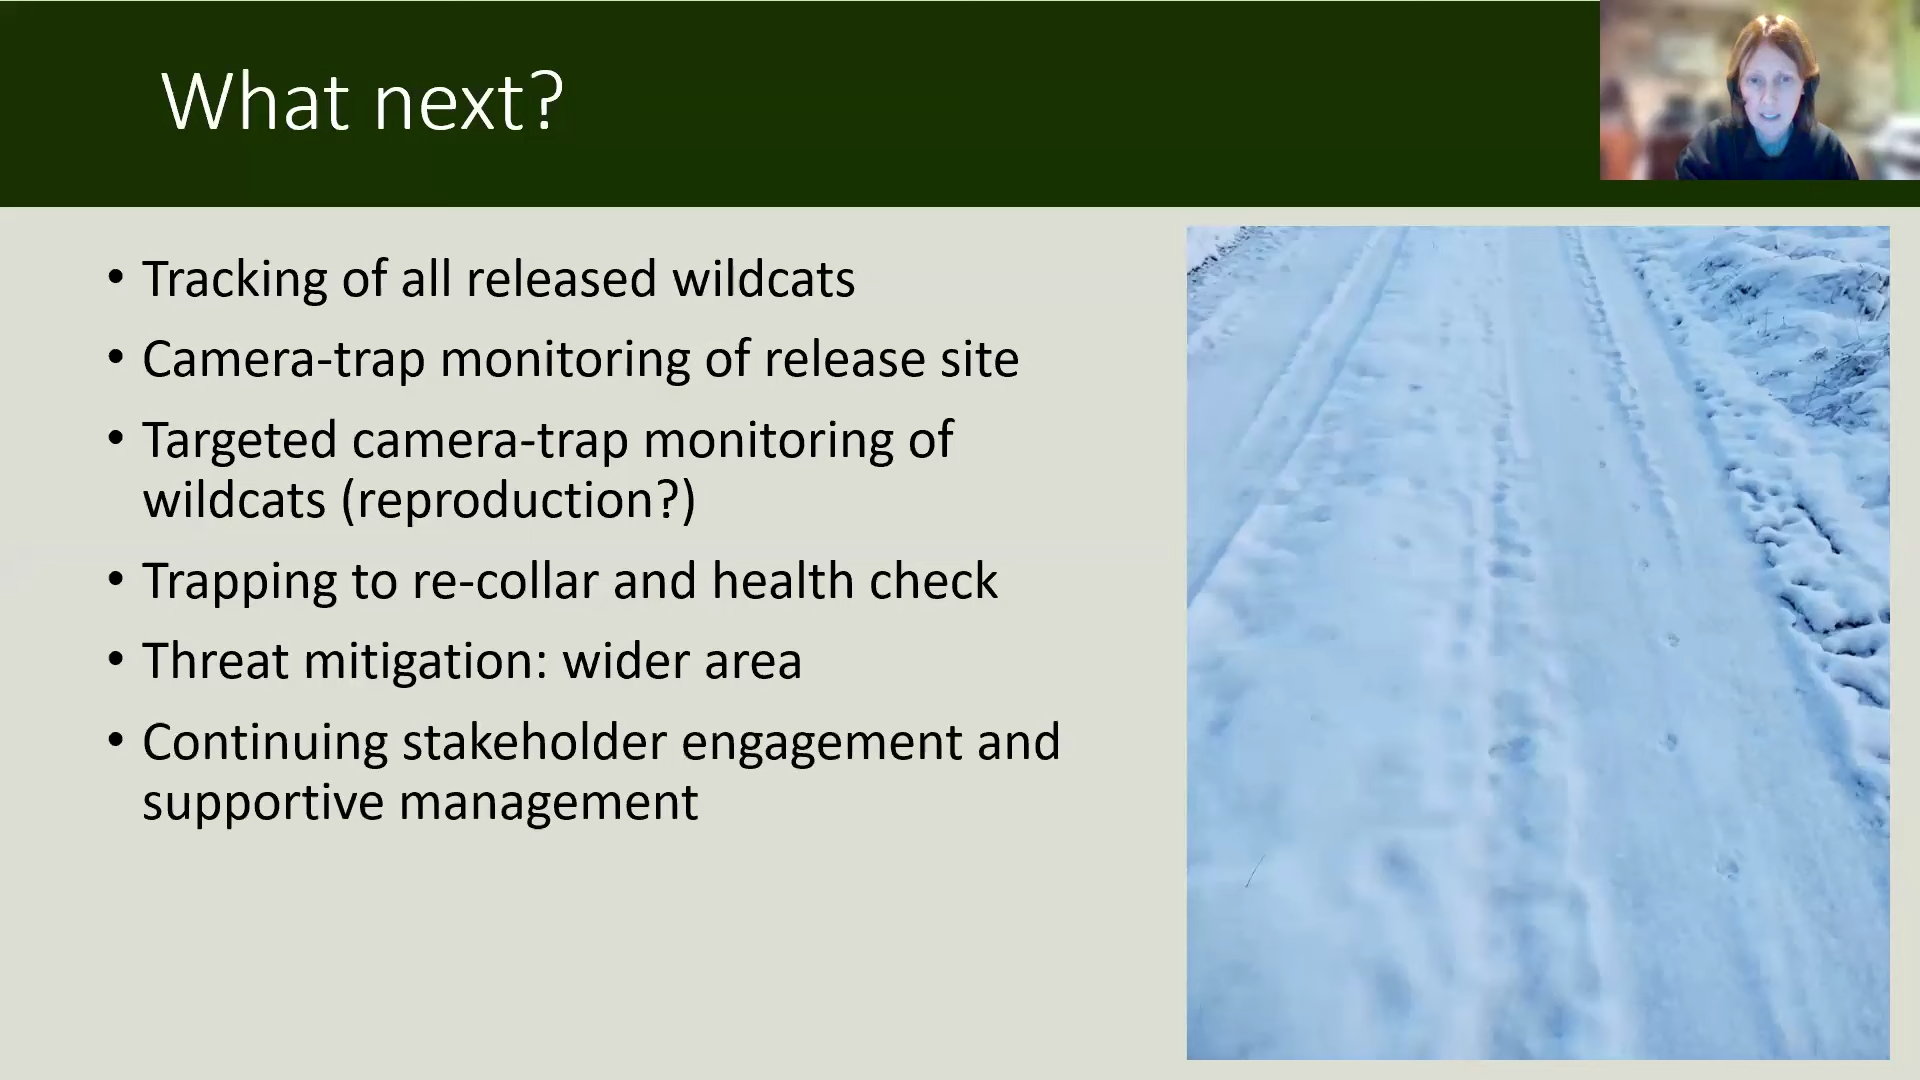 What next?
• Tracking of all released wildcats
• Camera-trap monitoring of release site
• Targeted camera-trap monitoring of
wildcats (reproduction?)
• Trapping to re-collar and health check
• Threat mitigation: wider area
• Continuing stakeholder engagement and
supportive management